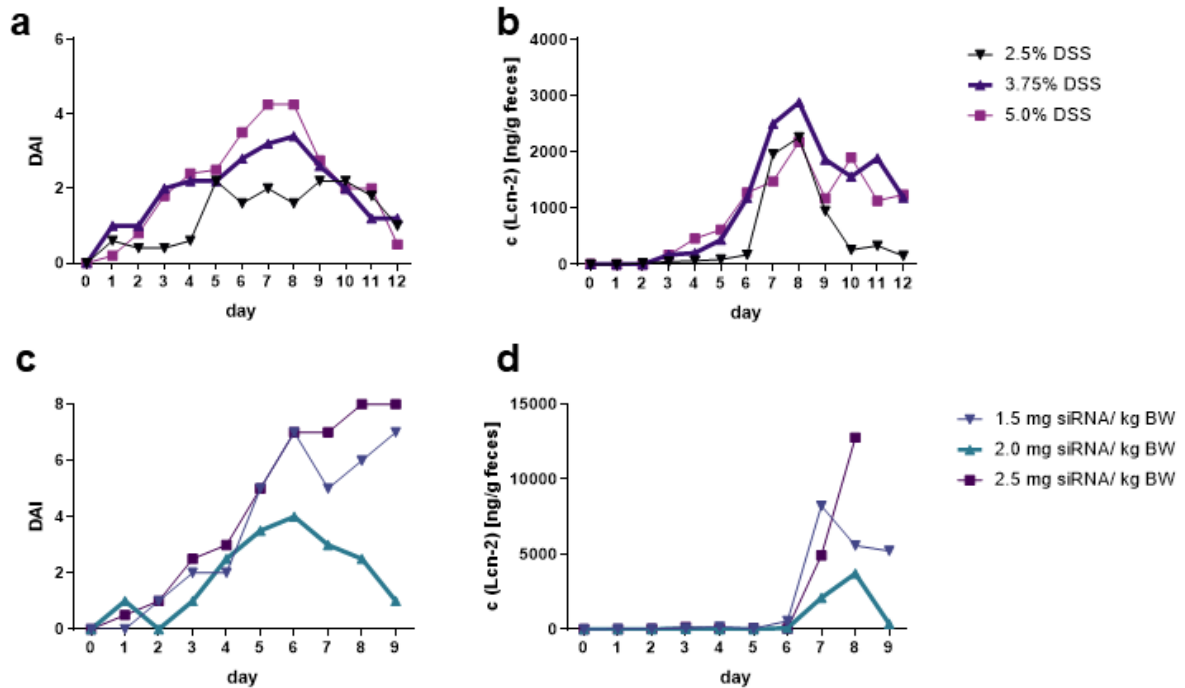 a
6
4
2
0
DAI
0 1 2 3 4 5 6 7 8 9 10 11 12
day
b
4000
3000
2000
1000
0
c (Lcn-2) [ng/g feces]
0 1 2 3 4 5 6 7 8 9 10 11 12
day
2.5% DSS
3.75% DSS
5.0% DSS
c
8
6
4
2
0
DAI
0 1 2 3 4 5 6 7 8 9
day
d
15000
10000
5000
0
c (Lcn-2) [ng/g feces]
0 1 2 3 4 5 6 7 8 9
day
1.5 mg siRNA/ kg BW
2.0 mg siRNA/ kg BW
2.5 mg siRNA/ kg BW